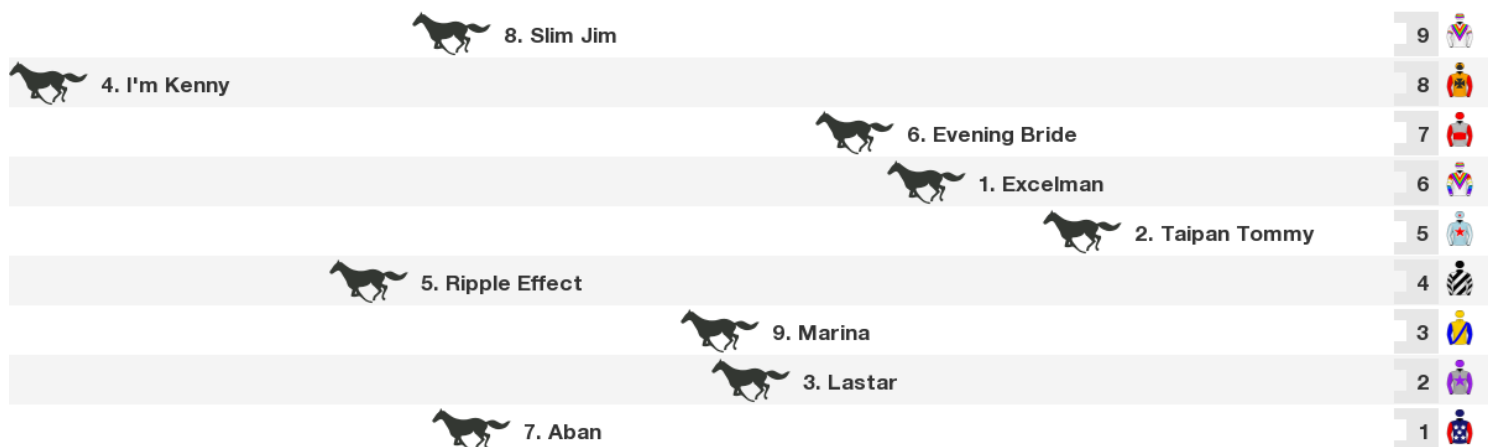 8. Slim Jim 9
4. I'm Kenny 8
6. Evening Bride 7
1. Excelman 6
2. Taipan Tommy 5
5. Ripple Effect 4
9. Marina 3
3. Lastar 2
7. Aban 1